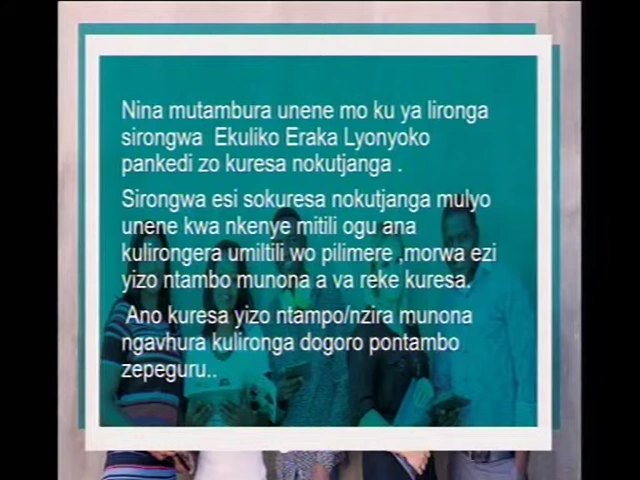 Nina mutambura unene mo ku ya lironga
sirongwa Ekuliko Eraka Lyonyoko
pankedi zo kuresa nokutjanga .
Sirongwa esi sokuresa nokutjanga mulyo
unene kwa nkenye mitili ogu ana
kulirongera umiltili wo pilimere ,morwa ezi
yizo ntambo munona a va reke kuresa.
Ano kuresa yizo ntampo/nzira munona
ngavhura kulironga dogoro pontambo
zepeguru..